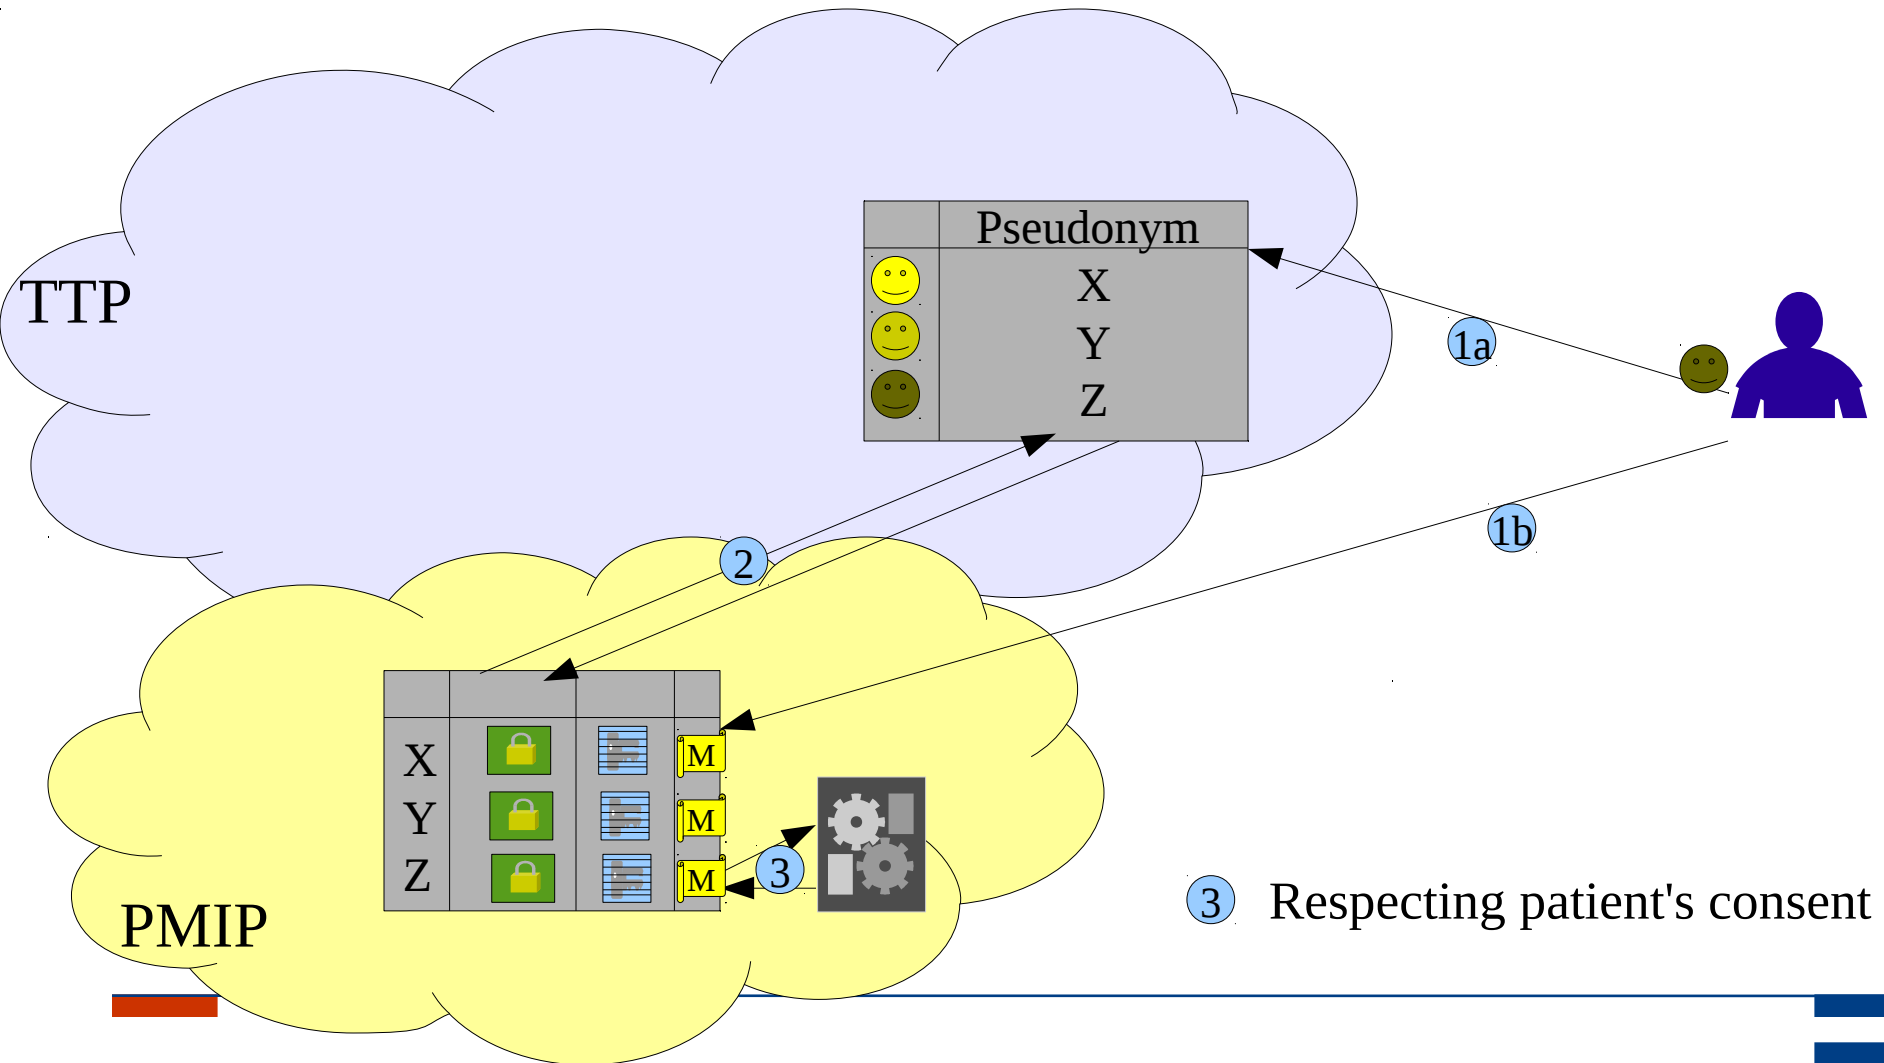 Pseudonym
X
TTP
1a
Y
Z
1b
2
X
M
Y
M
Z
M
3
3 Respecting patient's consent
PMIP